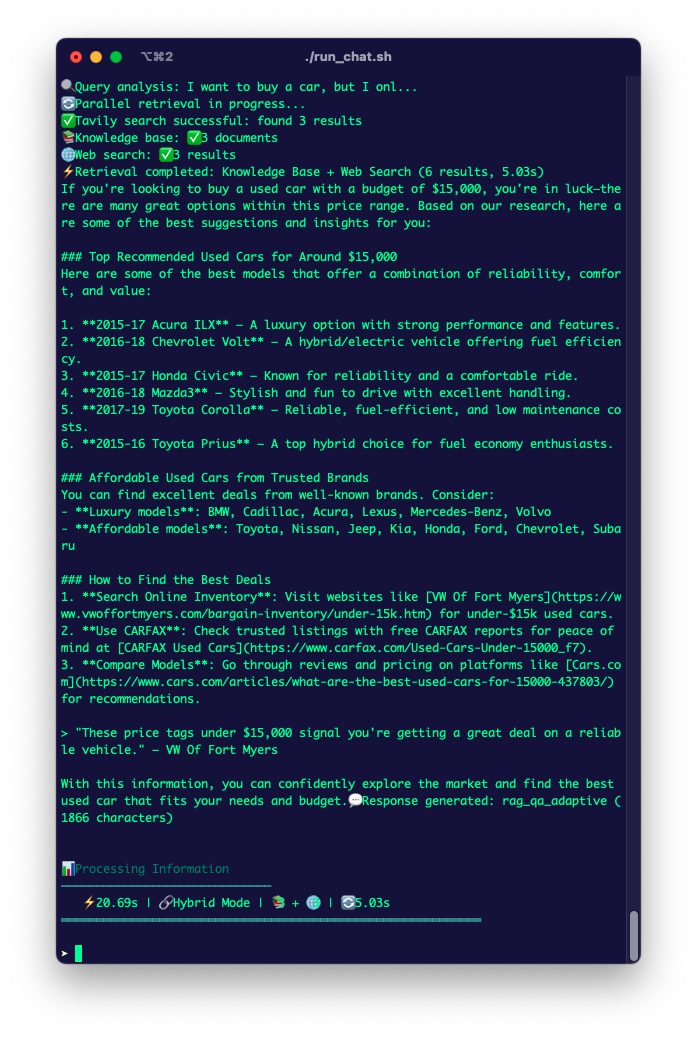 ⌥⌘2 ./run_chat.sh
🔍Query analysis: I want to buy a car, but I onl...
🔄Parallel retrieval in progress...
✅Tavily search successful: found 3 results
📚Knowledge base: ✅3 documents
🌐Web search: ✅3 results
⚡Retrieval completed: Knowledge Base + Web Search (6 results, 5.03s)
If you're looking to buy a used car with a budget of $15,000, you're in luck—the
re are many great options within this price range. Based on our research, here a
re some of the best suggestions and insights for you:
### Top Recommended Used Cars for Around $15,000
Here are some of the best models that offer a combination of reliability, comfor
t, and value:
1. **2015-17 Acura ILX** – A luxury option with strong performance and features.
2. **2016-18 Chevrolet Volt** – A hybrid/electric vehicle offering fuel efficien
cy.
3. **2015-17 Honda Civic** – Known for reliability and a comfortable ride.
4. **2016-18 Mazda3** – Stylish and fun to drive with excellent handling.
5. **2017-19 Toyota Corolla** – Reliable, fuel-efficient, and low maintenance co
sts.
6. **2015-16 Toyota Prius** – A top hybrid choice for fuel economy enthusiasts.
### Affordable Used Cars from Trusted Brands
You can find excellent deals from well-known brands. Consider:
- **Luxury models**: BMW, Cadillac, Acura, Lexus, Mercedes-Benz, Volvo
- **Affordable models**: Toyota, Nissan, Jeep, Kia, Honda, Ford, Chevrolet, Suba
ru
### How to Find the Best Deals
1. **Search Online Inventory**: Visit websites like [VW Of Fort Myers](https://ww
w.vwoffortmyers.com/bargain-inventory/under-15k.htm) for under-$15k used cars.
2. **Use CARFAX**: Check trusted listings with free CARFAX reports for peace of
mind at [CARFAX Used Cars](https://www.carfax.com/Used-Cars-Under-15000_f7).
3. **Compare Models**: Go through reviews and pricing on platforms like [Cars.co
m](https://www.cars.com/articles/what-are-the-best-used-cars-for-15000-437803/)
for recommendations.
> "These price tags under $15,000 signal you're getting a great deal on a reliab
le vehicle." – VW Of Fort Myers
With this information, you can confidently explore the market and find the best
used car that fits your needs and budget.💬Response generated: rag_qa_adaptive (
1866 characters)
📊Processing Information
⚡20.69s | 🔗Hybrid Mode | 📚 + 🌐 | 🔄5.03s
➤